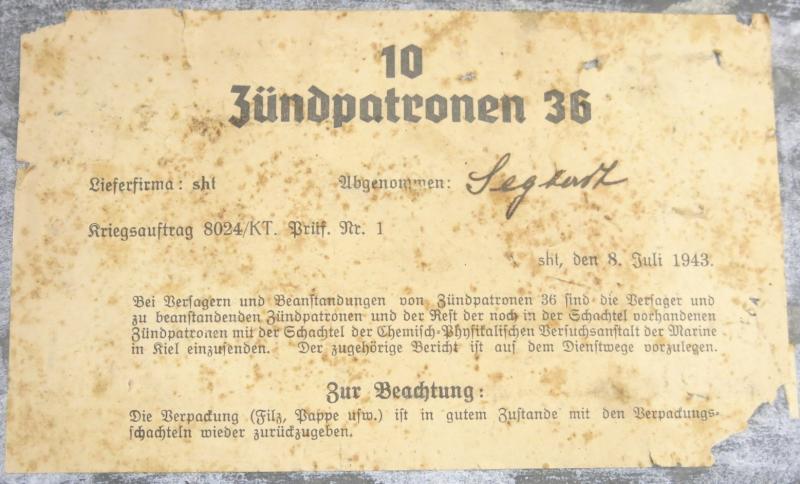 10
Zündpatronen 36
Lieferfirma: sht Abgenommen:
Kriegsauftrag 8024/KT. Prüf. Nr. 1
sht, den 8. Juli 1943.
Bei Versagern und Beanstandungen von Zündpatronen 36 sind die Versager und
zu beanstandenden Zündpatronen und der Rest der noch in der Schachtel vorhandenen
Zündpatronen mit der Schachtel der Chemisch-Physikalischen Versuchsanstalt der Marine
in Kiel einzusenden. Der zugehörige Bericht ist auf dem Dienstwege vorzulegen.
Zur Beachtung:
Die Verpackung (Filz, Pappe usw.) ist in gutem Zustande mit den Verpackungs-
schachteln wieder zurückzugeben.